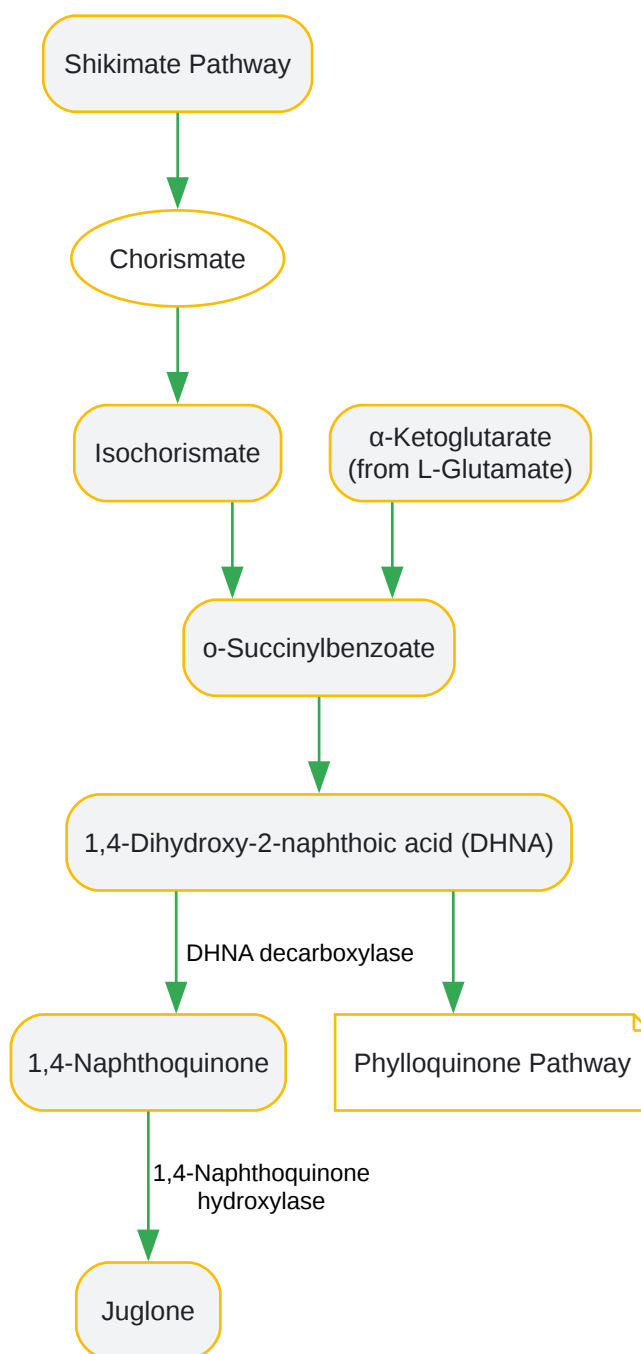 Shikimate Pathway
Chorismate
Isochorismate
α-Ketoglutarate
(from L-Glutamate)
o-Succinylbenzoate
1,4-Dihydroxy-2-naphthoic acid (DHNA)
DHNA decarboxylase
1,4-Naphthoquinone
Phylloquinone Pathway
1,4-Naphthoquinone
hydroxylase
Juglone